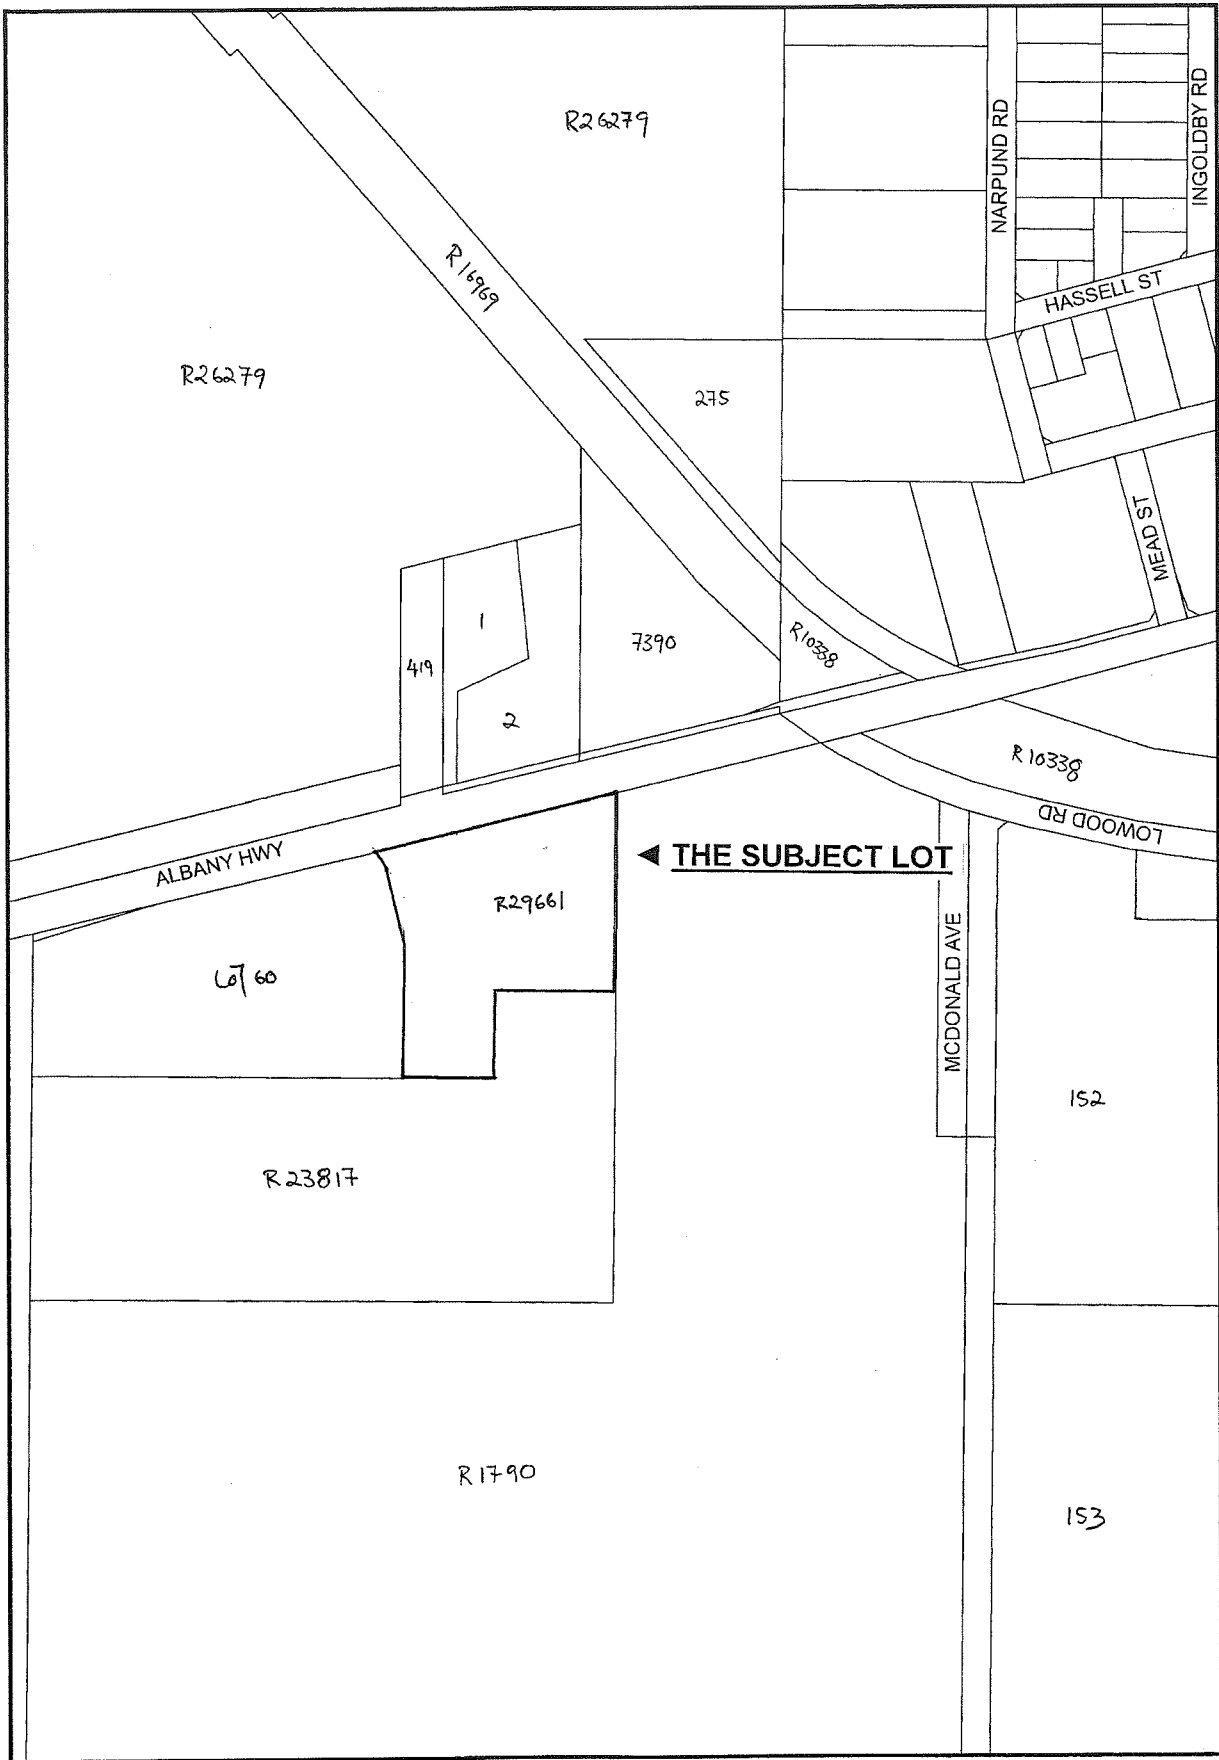 R26279
NARPUND RD
INGOLDBY RD
R16969
HASSELL ST
R26279
275
MEAD ST
1
7390
R10338
419
2
R10338
LOWOOD RD
ALBANY HWY
◄ THE SUBJECT LOT
R29661
Lot 60
MCDONALD AVE
152
R23817
R1790
153